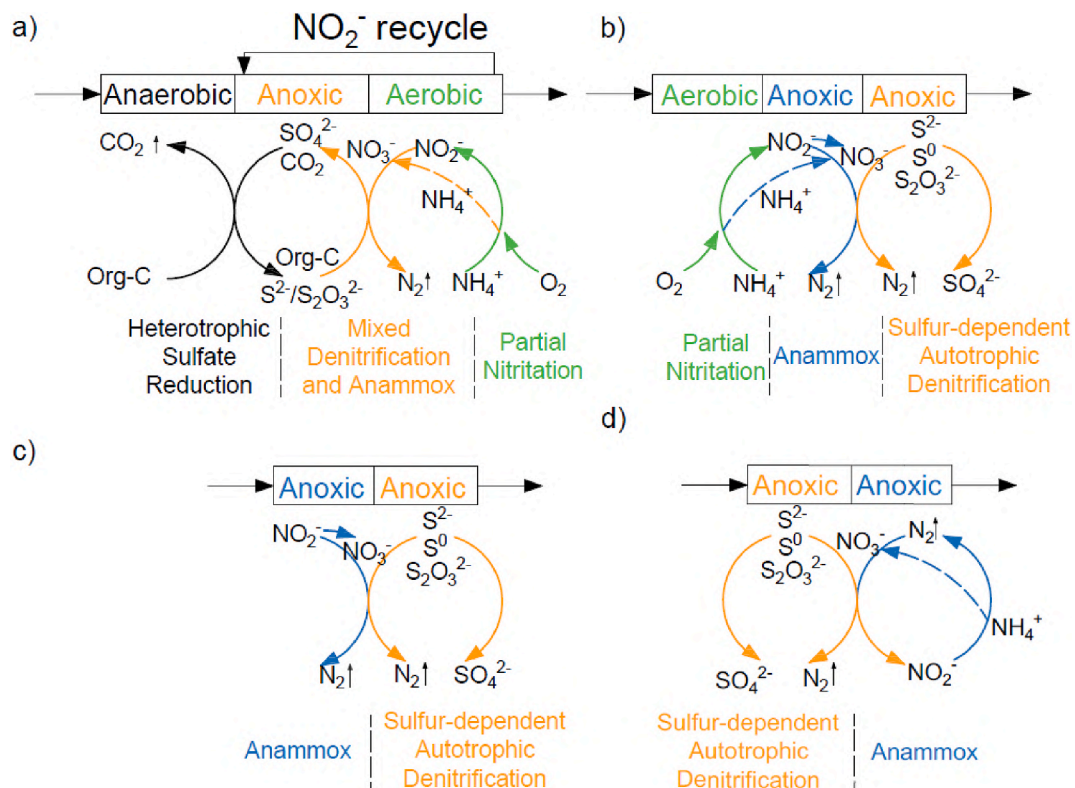 a)
NO₂⁻ recycle
Anaerobic Anoxic Aerobic
CO₂ ↑
SO₄²⁻
CO₂
NO₃⁻
NO₂⁻
NH₄⁺
Org-C
Org-C
S²⁻/S₂O₃²⁻
N₂↑
NH₄⁺
O₂
Heterotrophic
Sulfate
Reduction
Mixed
Denitrification
and Anammox
Partial
Nitritation
b)
Aerobic Anoxic Anoxic
NO₂⁻
NO₃⁻
S²⁻
S⁰
S₂O₃²⁻
NH₄⁺
O₂
NH₄⁺
N₂↑
N₂↑
SO₄²⁻
Partial
Nitritation
Anammox
Sulfur-dependent
Autotrophic
Denitrification
c)
Anoxic Anoxic
NO₂⁻
NO₃⁻
S²⁻
S⁰
S₂O₃²⁻
N₂↑
N₂↑
SO₄²⁻
Anammox
Sulfur-dependent
Autotrophic
Denitrification
d)
Anoxic Anoxic
S²⁻
S⁰
S₂O₃²⁻
NO₃⁻
N₂↑
NH₄⁺
SO₄²⁻
N₂↑
NO₂⁻
Sulfur-dependent
Autotrophic
Denitrification
Anammox